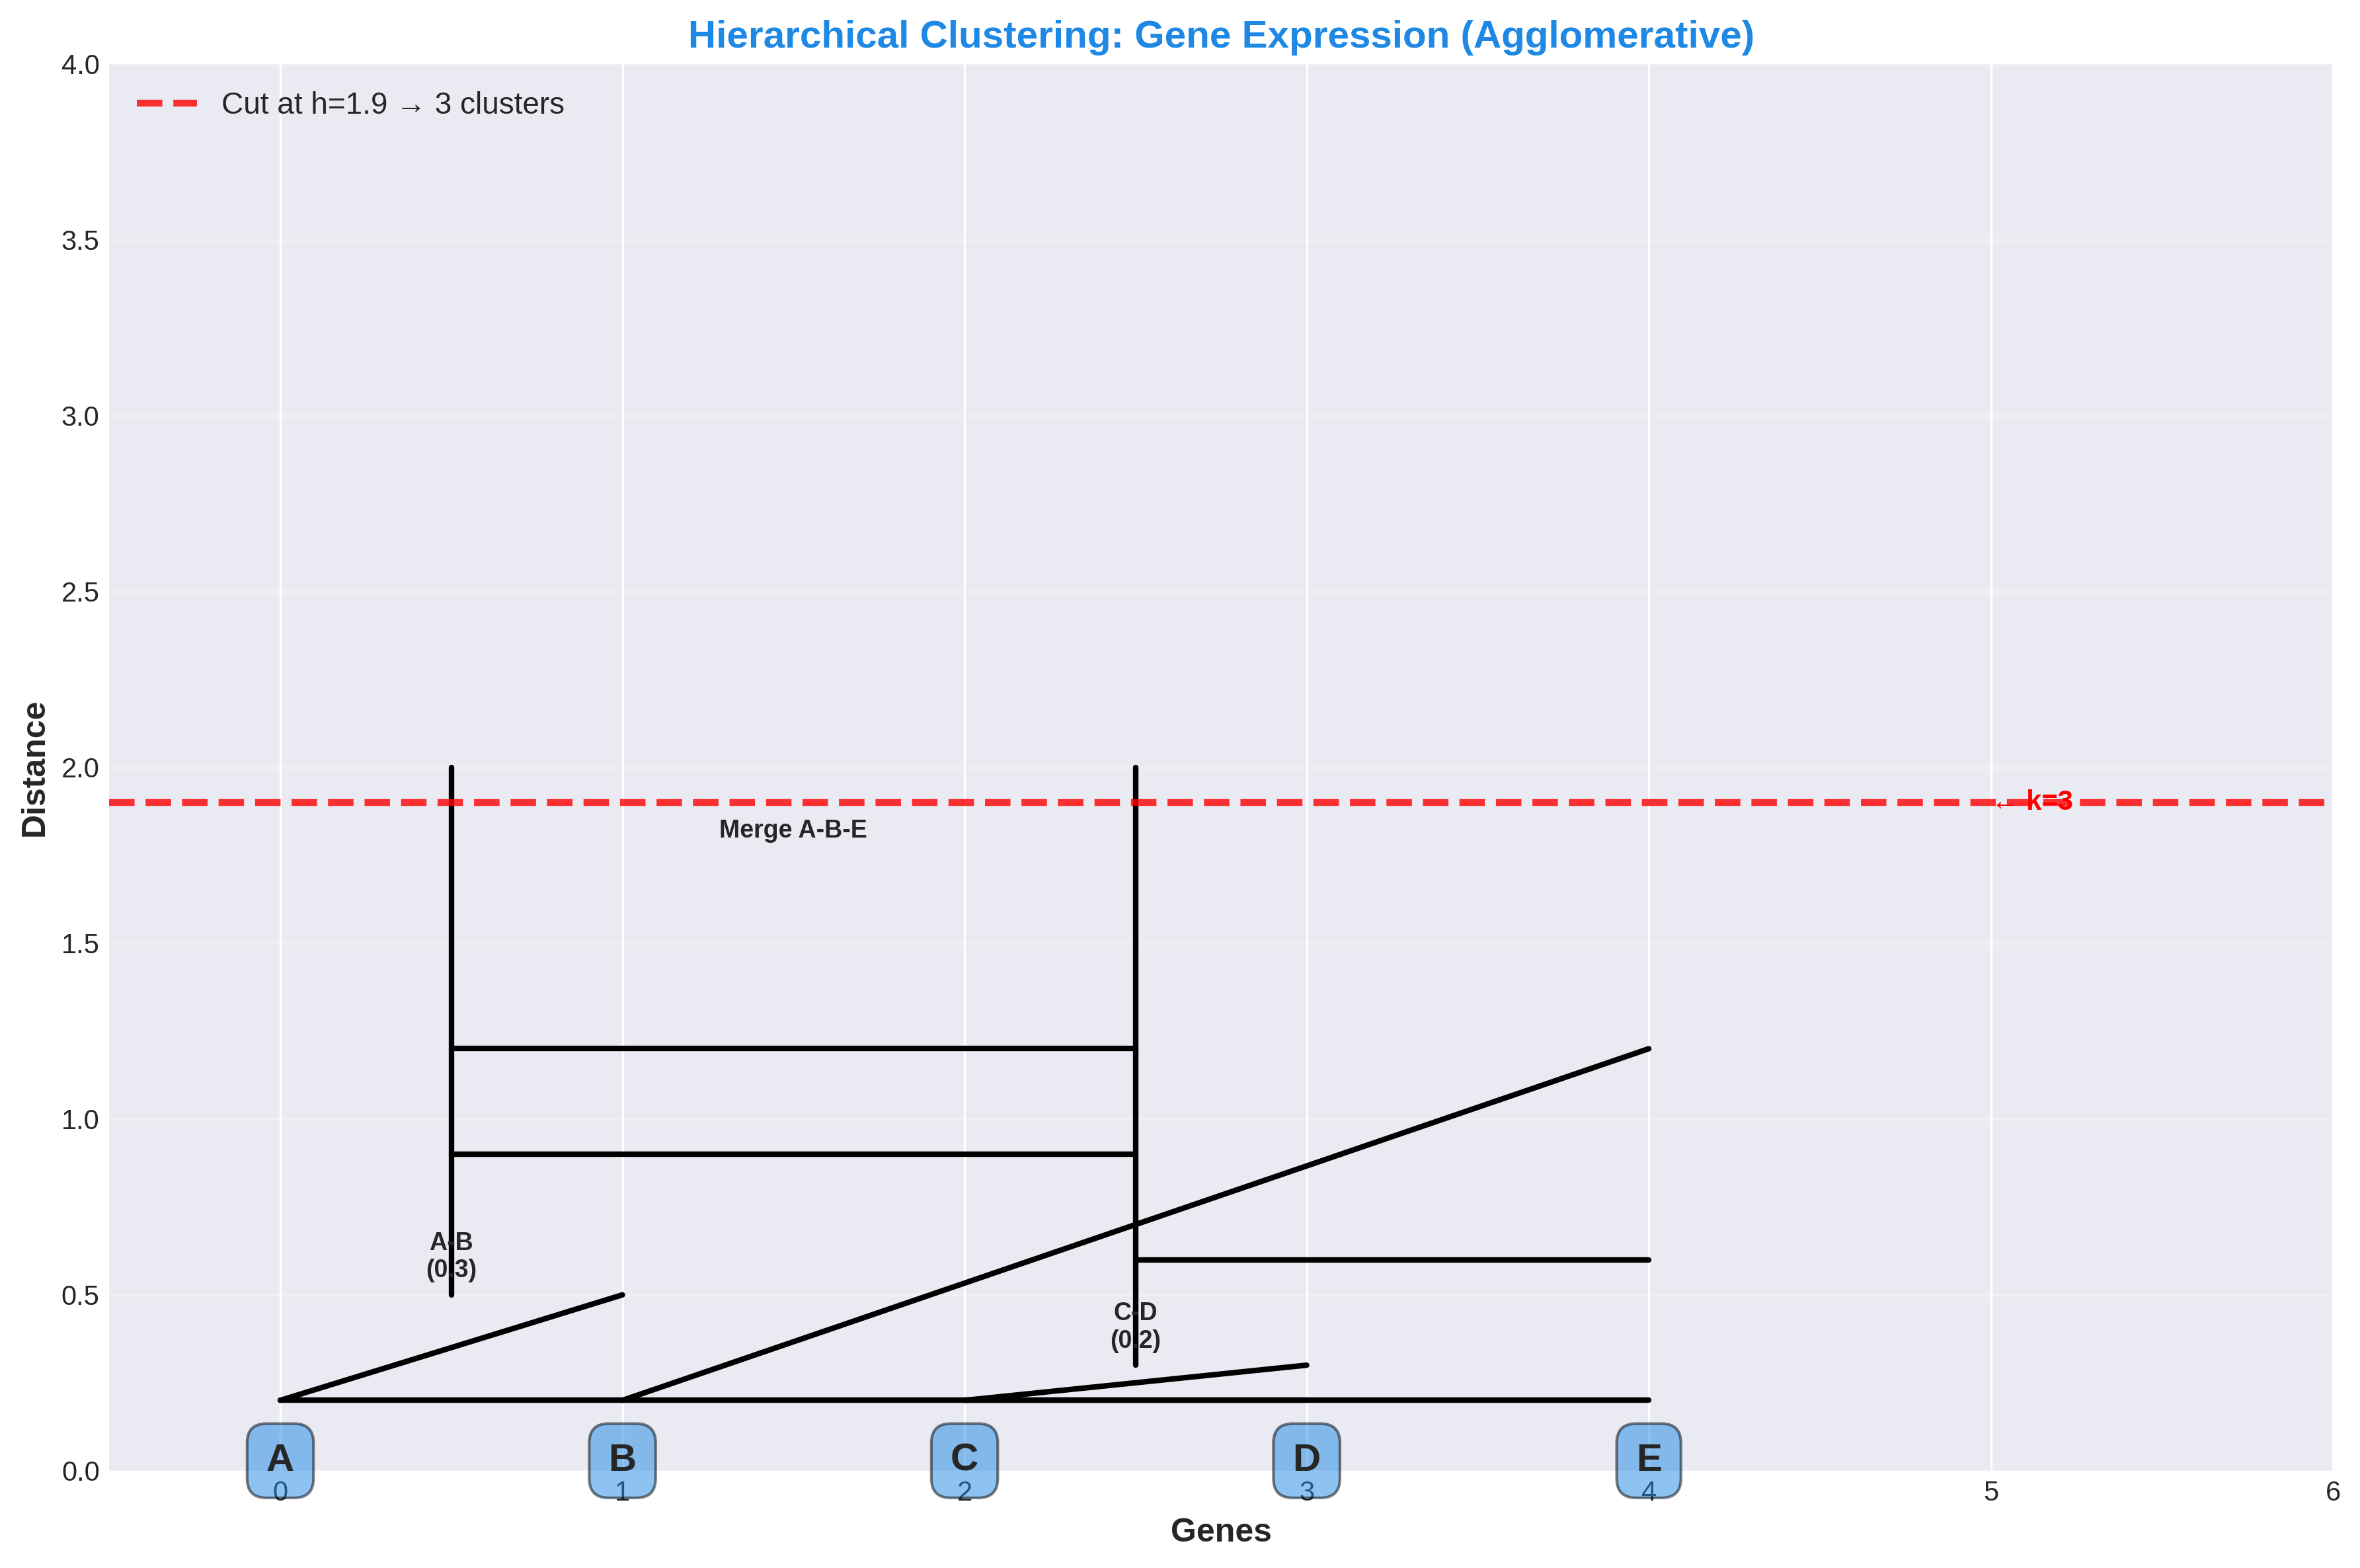 Hierarchical Clustering: Gene Expression (Agglomerative)
4.0
Cut at h=1.9 → 3 clusters
3.5
3.0
2.5
Distance
2.0
← k=3
Merge A-B-E
1.5
1.0
A-B
(0.3)
0.5
C-D
(0.2)
A
B
C
D
E
0.0
0
1
2
3
4
5
6
Genes